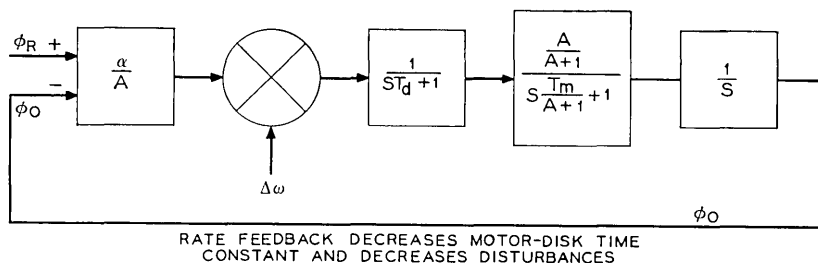 φR +
−
φO
α
A
Δω
1
STd +1
A
A+1
S Tm
A+1 +1
1
S
φO
RATE FEEDBACK DECREASES MOTOR-DISK TIME
CONSTANT AND DECREASES DISTURBANCES